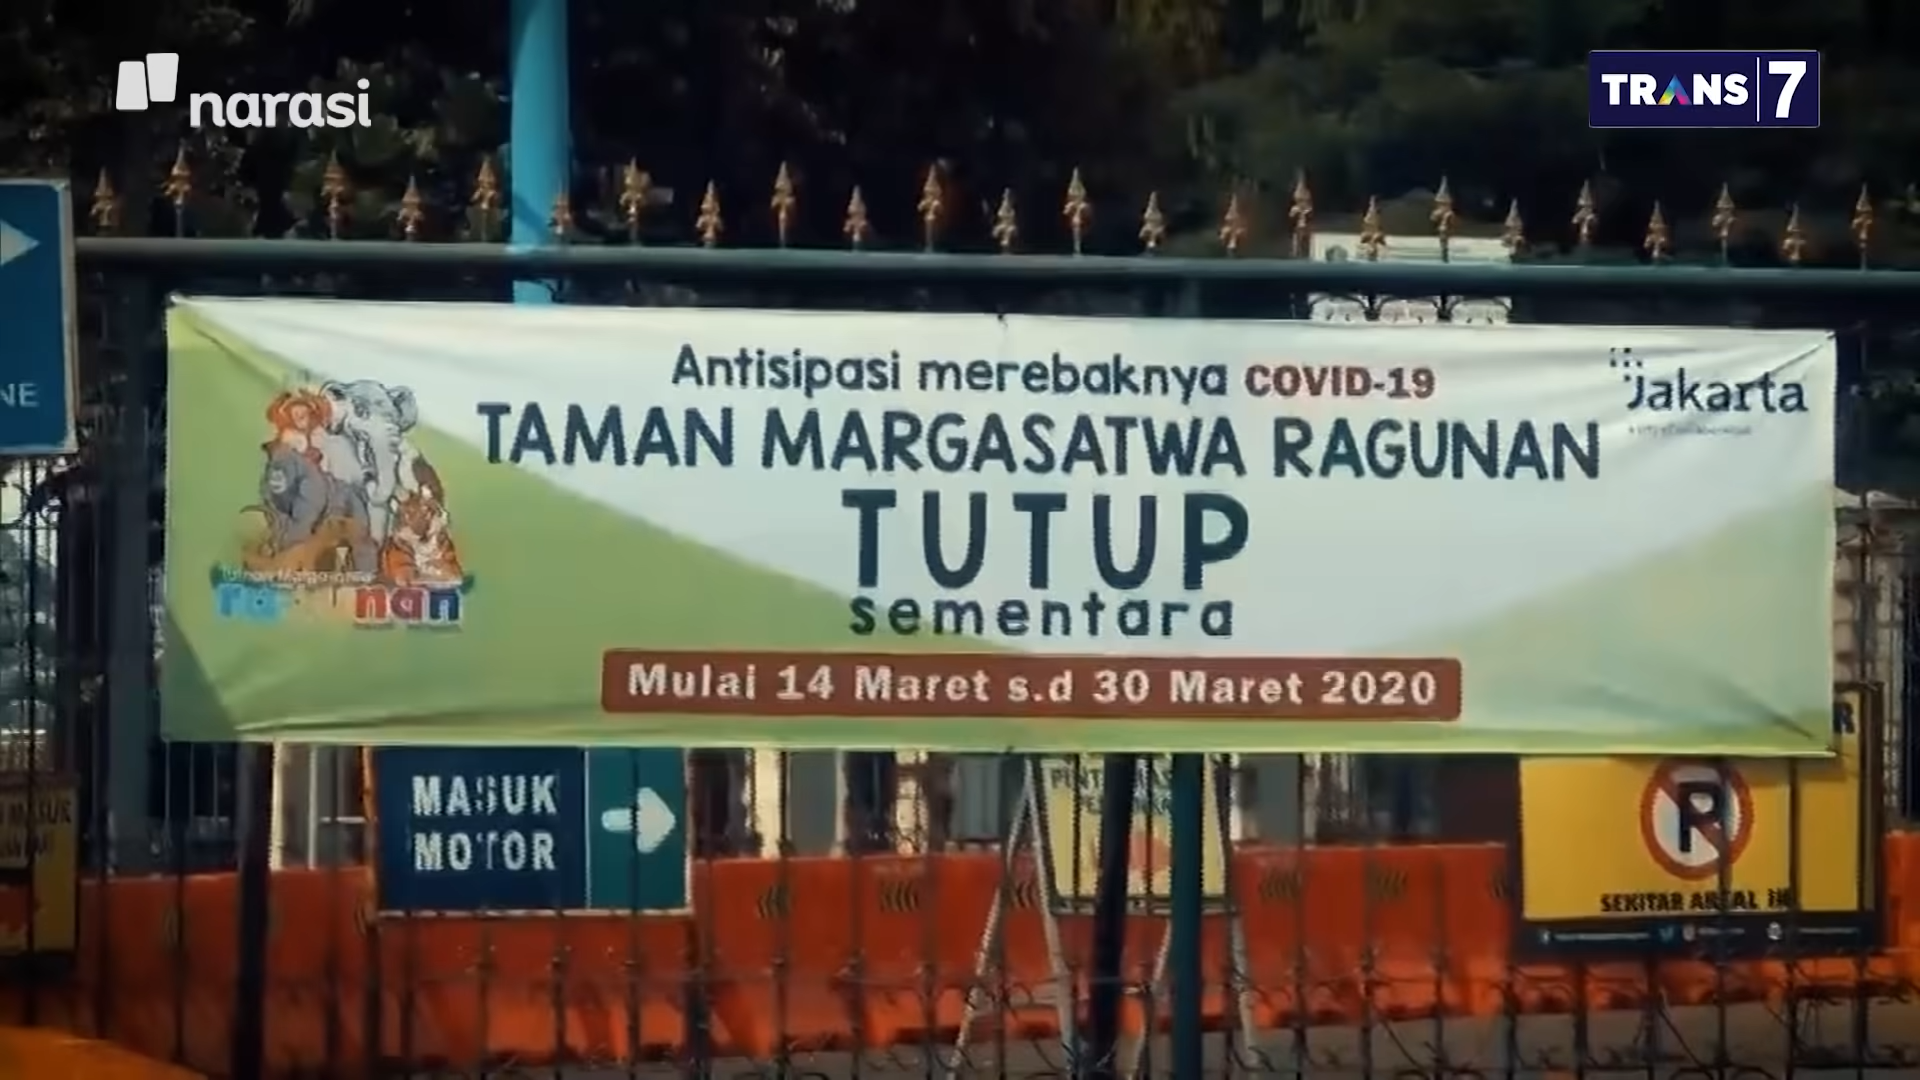 narasi
TRANS 7
NE
Antisipasi merebaknya COVID-19
TAMAN MARGASATWA RAGUNAN
TUTUP
sementara
Mulai 14 Maret s.d 30 Maret 2020
Jakarta
MASUK
MOTOR
P
SEKITAR AREAL